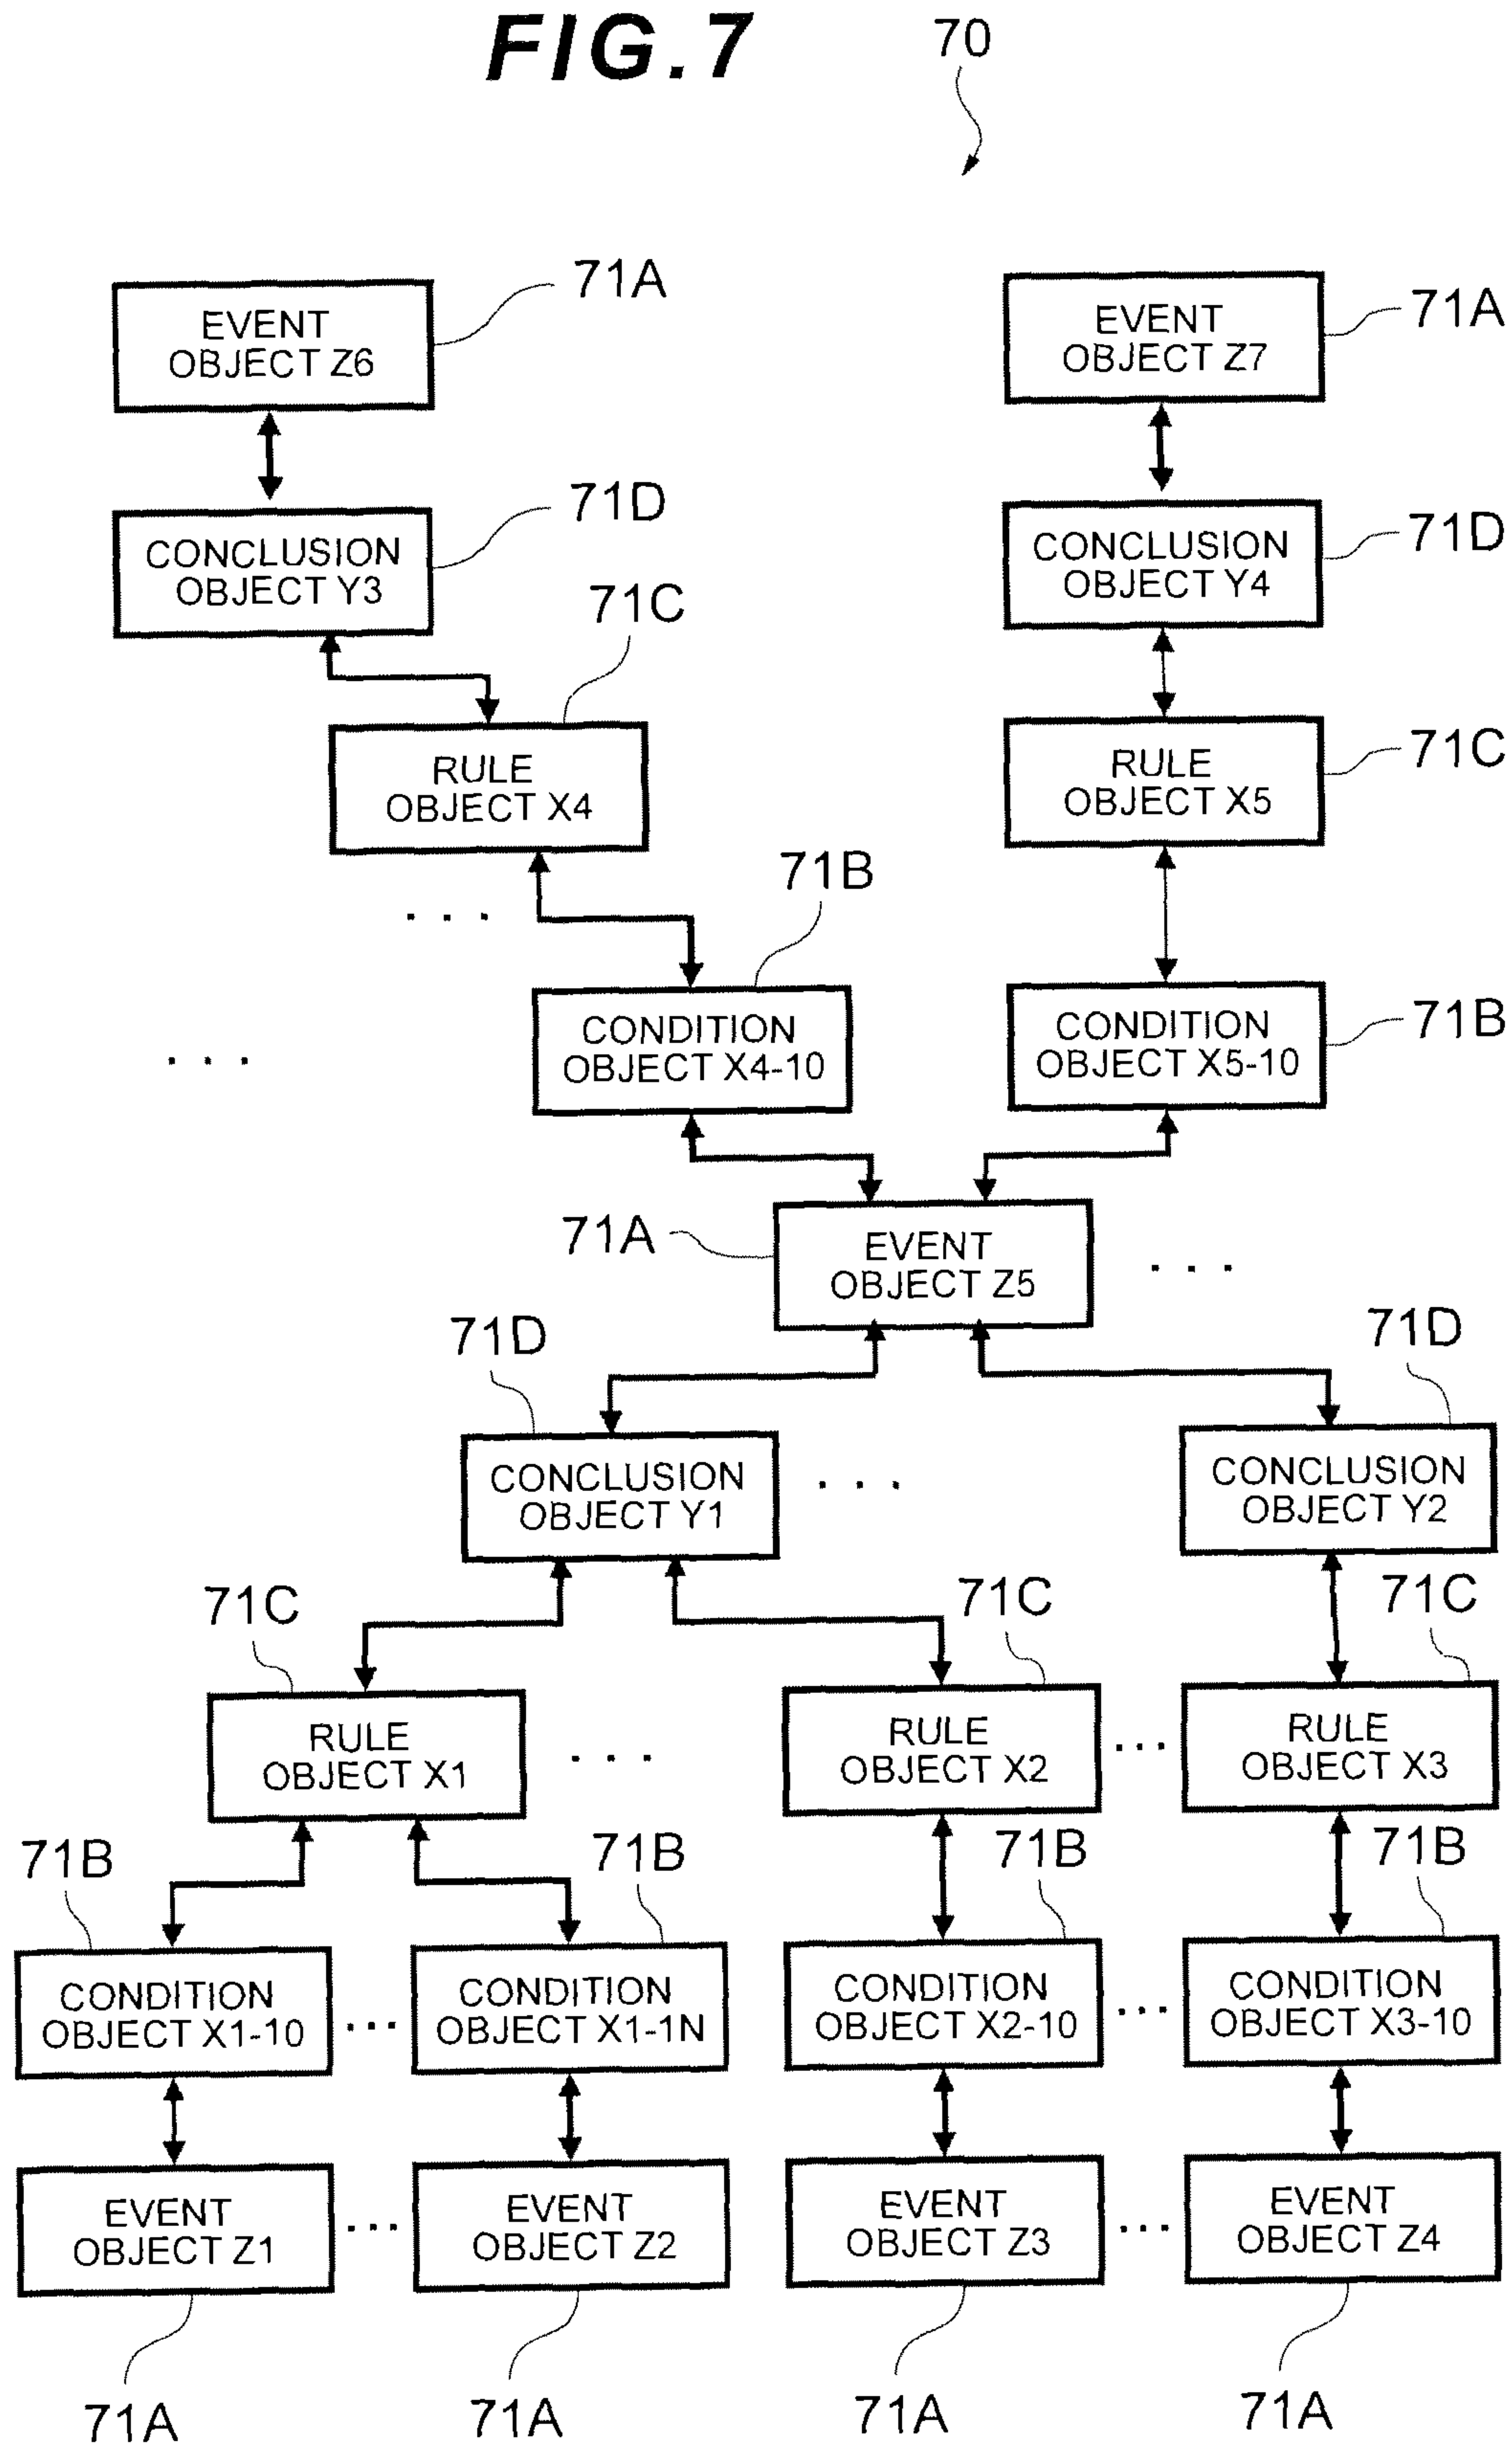 FIG.7
70
71A
EVENT
OBJECT Z6
71A
EVENT
OBJECT Z7
71D
CONCLUSION
OBJECT Y3
71D
CONCLUSION
OBJECT Y4
71C
RULE
OBJECT X4
71C
RULE
OBJECT X5
. . .
71B
CONDITION
OBJECT X4-10
71B
CONDITION
OBJECT X5-10
. . .
71A
EVENT
OBJECT Z5
. . .
71D
CONCLUSION
OBJECT Y1
. . .
71D
CONCLUSION
OBJECT Y2
71C
RULE
OBJECT X1
. . .
71C
RULE
OBJECT X2
...
71C
RULE
OBJECT X3
71B
CONDITION
OBJECT X1-10
...
71B
CONDITION
OBJECT X1-1N
71B
CONDITION
OBJECT X2-10
...
71B
CONDITION
OBJECT X3-10
EVENT
OBJECT Z1
...
EVENT
OBJECT Z2
EVENT
OBJECT Z3
...
EVENT
OBJECT Z4
71A
71A
71A
71A